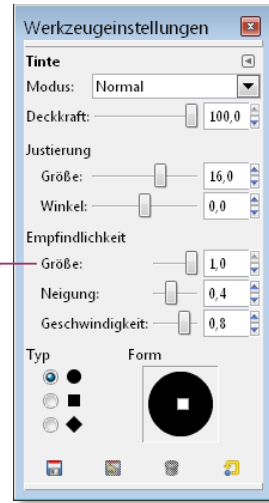 Werkzeugeinstellungen
Tinte
Modus: Normal
Deckkraft: 100,0
Justierung
Größe: 16,0
Winkel: 0,0
Empfindlichkeit
Größe: 1,0
Neigung: 0,4
Geschwindigkeit: 0,8
Typ Form